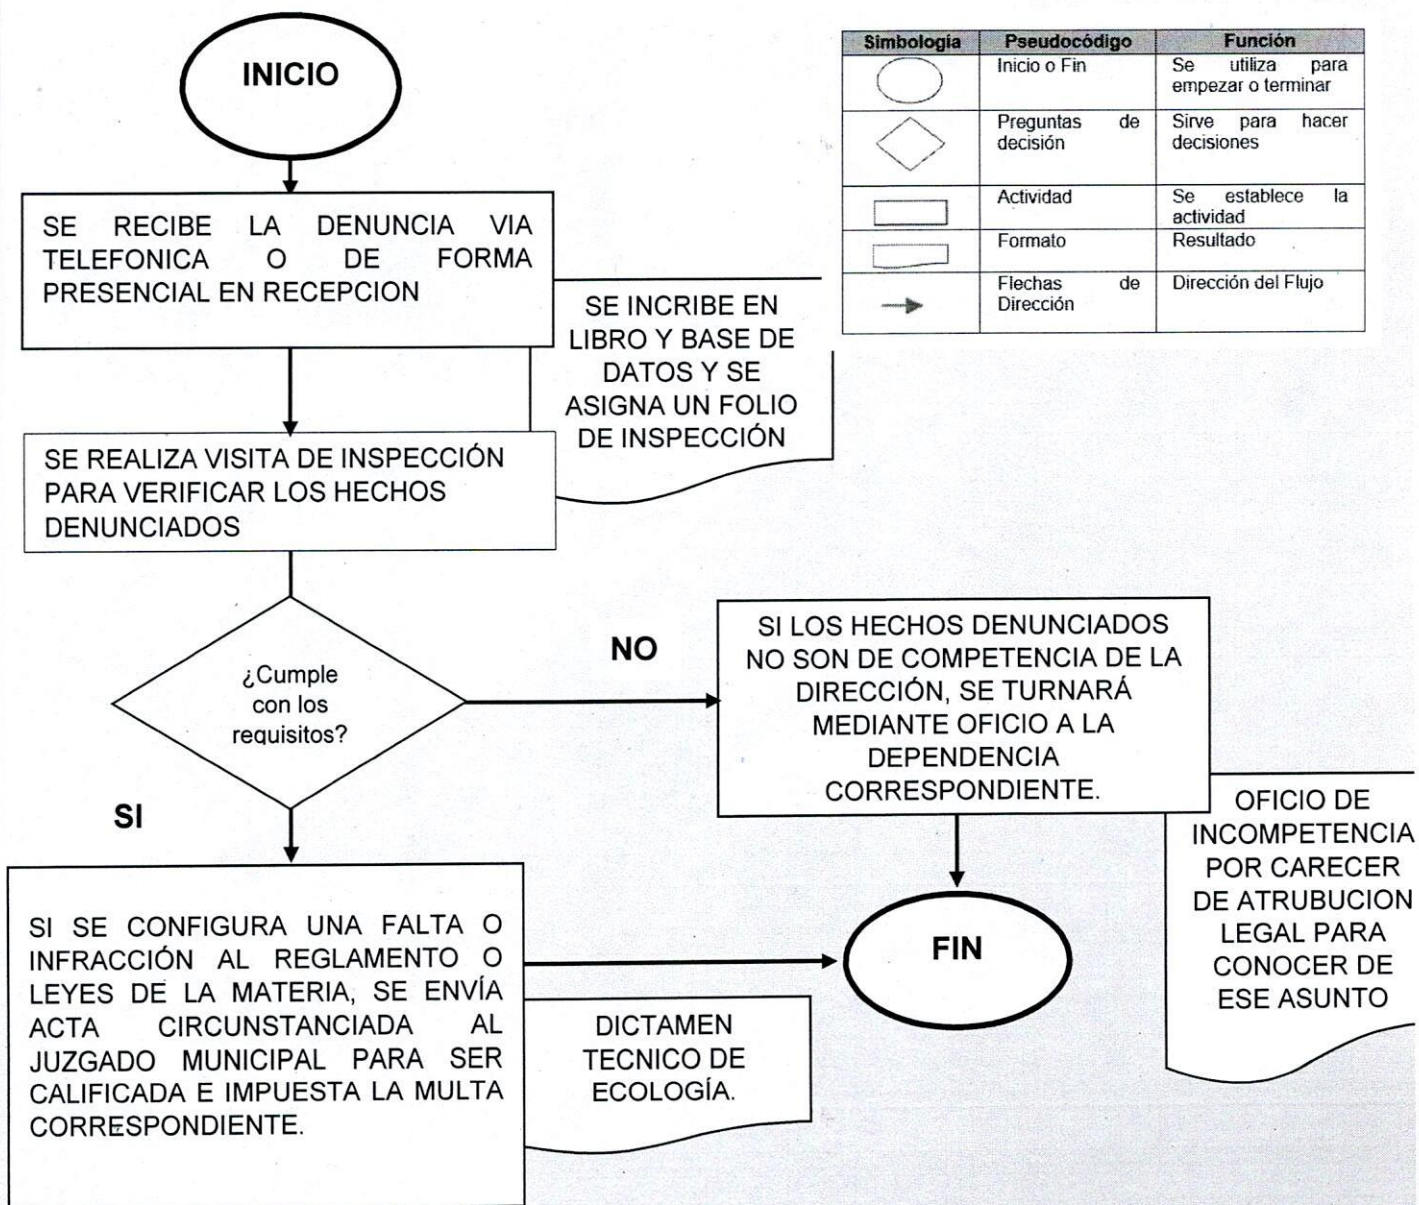 INICIO
SE RECIBE LA DENUNCIA VIA
TELEFONICA O DE FORMA
PRESENCIAL EN RECEPCION
SE INCRIBE EN
LIBRO Y BASE DE
DATOS Y SE
ASIGNA UN FOLIO
DE INSPECCIÓN
Simbología Pseudocódigo Función
Inicio o Fin Se utiliza para
empezar o terminar
Preguntas de Sirve para hacer
decisión decisiones
Actividad Se establece la
actividad
Formato Resultado
Flechas de Dirección del Flujo
Dirección
SE REALIZA VISITA DE INSPECCIÓN
PARA VERIFICAR LOS HECHOS
DENUNCIADOS
¿Cumple
con los
requisitos?
NO
SI LOS HECHOS DENUNCIADOS
NO SON DE COMPETENCIA DE LA
DIRECCIÓN, SE TURNARÁ
MEDIANTE OFICIO A LA
DEPENDENCIA
CORRESPONDIENTE.
OFICIO DE
INCOMPETENCIA
POR CARECER
DE ATRUBUCION
LEGAL PARA
CONOCER DE
ESE ASUNTO
SI
SI SE CONFIGURA UNA FALTA O
INFRACCIÓN AL REGLAMENTO O
LEYES DE LA MATERIA, SE ENVÍA
ACTA CIRCUNSTANCIADA AL
JUZGADO MUNICIPAL PARA SER
CALIFICADA E IMPUESTA LA MULTA
CORRESPONDIENTE.
DICTAMEN
TECNICO DE
ECOLOGÍA.
FIN